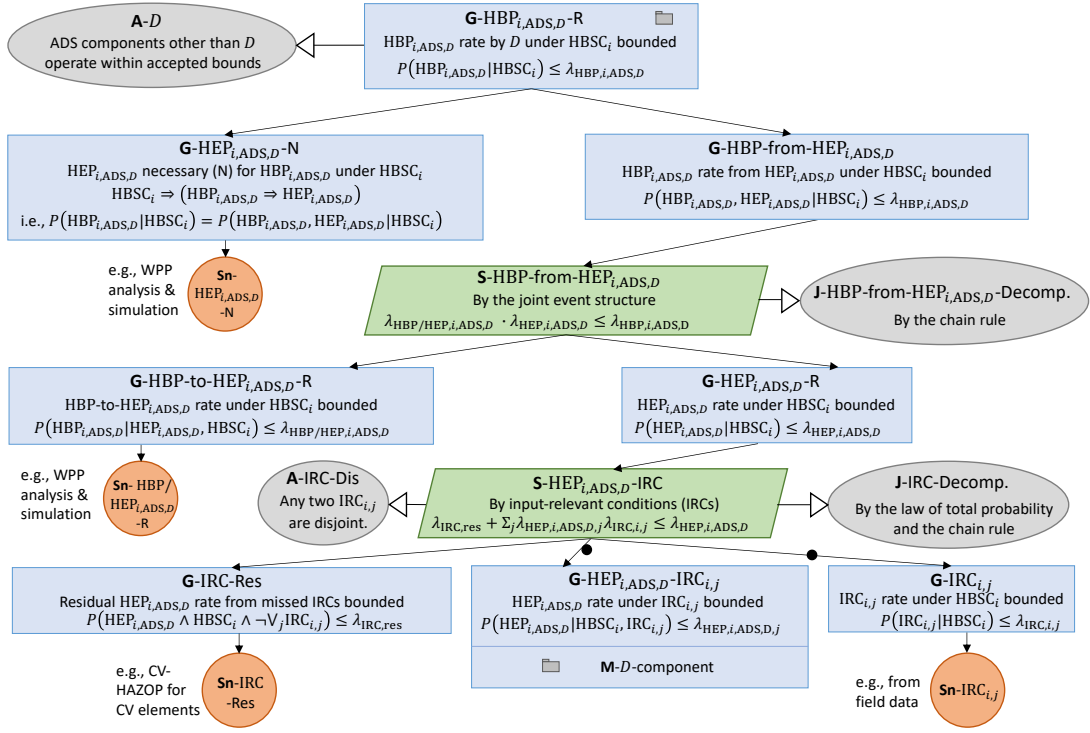 A-D
ADS components other than D
operate within accepted bounds
G-HBP_{i,ADS,D}-R
HBP_{i,ADS,D} rate by D under HBSC_i bounded
P(HBP_{i,ADS,D}|HBSC_i) ≤ λ_{HBP,i,ADS,D}
G-HEP_{i,ADS,D}-N
HEP_{i,ADS,D} necessary (N) for HBP_{i,ADS,D} under HBSC_i
HBSC_i ⇒ (HBP_{i,ADS,D} ⇒ HEP_{i,ADS,D})
i.e., P(HBP_{i,ADS,D}|HBSC_i) = P(HBP_{i,ADS,D}, HEP_{i,ADS,D}|HBSC_i)
G-HBP-from-HEP_{i,ADS,D}
HBP_{i,ADS,D} rate from HEP_{i,ADS,D} under HBSC_i bounded
P(HBP_{i,ADS,D}, HEP_{i,ADS,D}|HBSC_i) ≤ λ_{HBP,i,ADS,D}
e.g., WPP
analysis &
simulation
Sn-
HEP_{i,ADS,D}
-N
S-HBP-from-HEP_{i,ADS,D}
By the joint event structure
λ_{HBP/HEP,i,ADS,D} · λ_{HEP,i,ADS,D} ≤ λ_{HBP,i,ADS,D}
J-HBP-from-HEP_{i,ADS,D}-Decomp.
By the chain rule
G-HBP-to-HEP_{i,ADS,D}-R
HBP-to-HEP_{i,ADS,D} rate under HBSC_i bounded
P(HBP_{i,ADS,D}|HEP_{i,ADS,D}, HBSC_i) ≤ λ_{HBP/HEP,i,ADS,D}
G-HEP_{i,ADS,D}-R
HEP_{i,ADS,D} rate under HBSC_i bounded
P(HEP_{i,ADS,D}|HBSC_i) ≤ λ_{HEP,i,ADS,D}
e.g., WPP
analysis &
simulation
Sn- HBP/
HEP_{i,ADS,D}
-R
A-IRC-Dis
Any two IRC_{i,j}
are disjoint.
S-HEP_{i,ADS,D}-IRC
By input-relevant conditions (IRCs)
λ_{IRC,res} + Σ_j λ_{HEP,i,ADS,D,j} λ_{IRC,i,j} ≤ λ_{HEP,i,ADS,D}
J-IRC-Decomp.
By the law of total probability
and the chain rule
G-IRC-Res
Residual HEP_{i,ADS,D} rate from missed IRCs bounded
P(HEP_{i,ADS,D} ∧ HBSC_i ∧ ¬∨_j IRC_{i,j}) ≤ λ_{IRC,res}
G-HEP_{i,ADS,D}-IRC_{i,j}
HEP_{i,ADS,D} rate under IRC_{i,j} bounded
P(HEP_{i,ADS,D}|HBSC_i, IRC_{i,j}) ≤ λ_{HEP,i,ADS,D,j}
M-D-component
G-IRC_{i,j}
IRC_{i,j} rate under HBSC_i bounded
P(IRC_{i,j}|HBSC_i) ≤ λ_{IRC,i,j}
e.g., CV-
HAZOP for
CV elements
Sn-IRC
-Res
e.g., from
field data
Sn-IRC_{i,j}